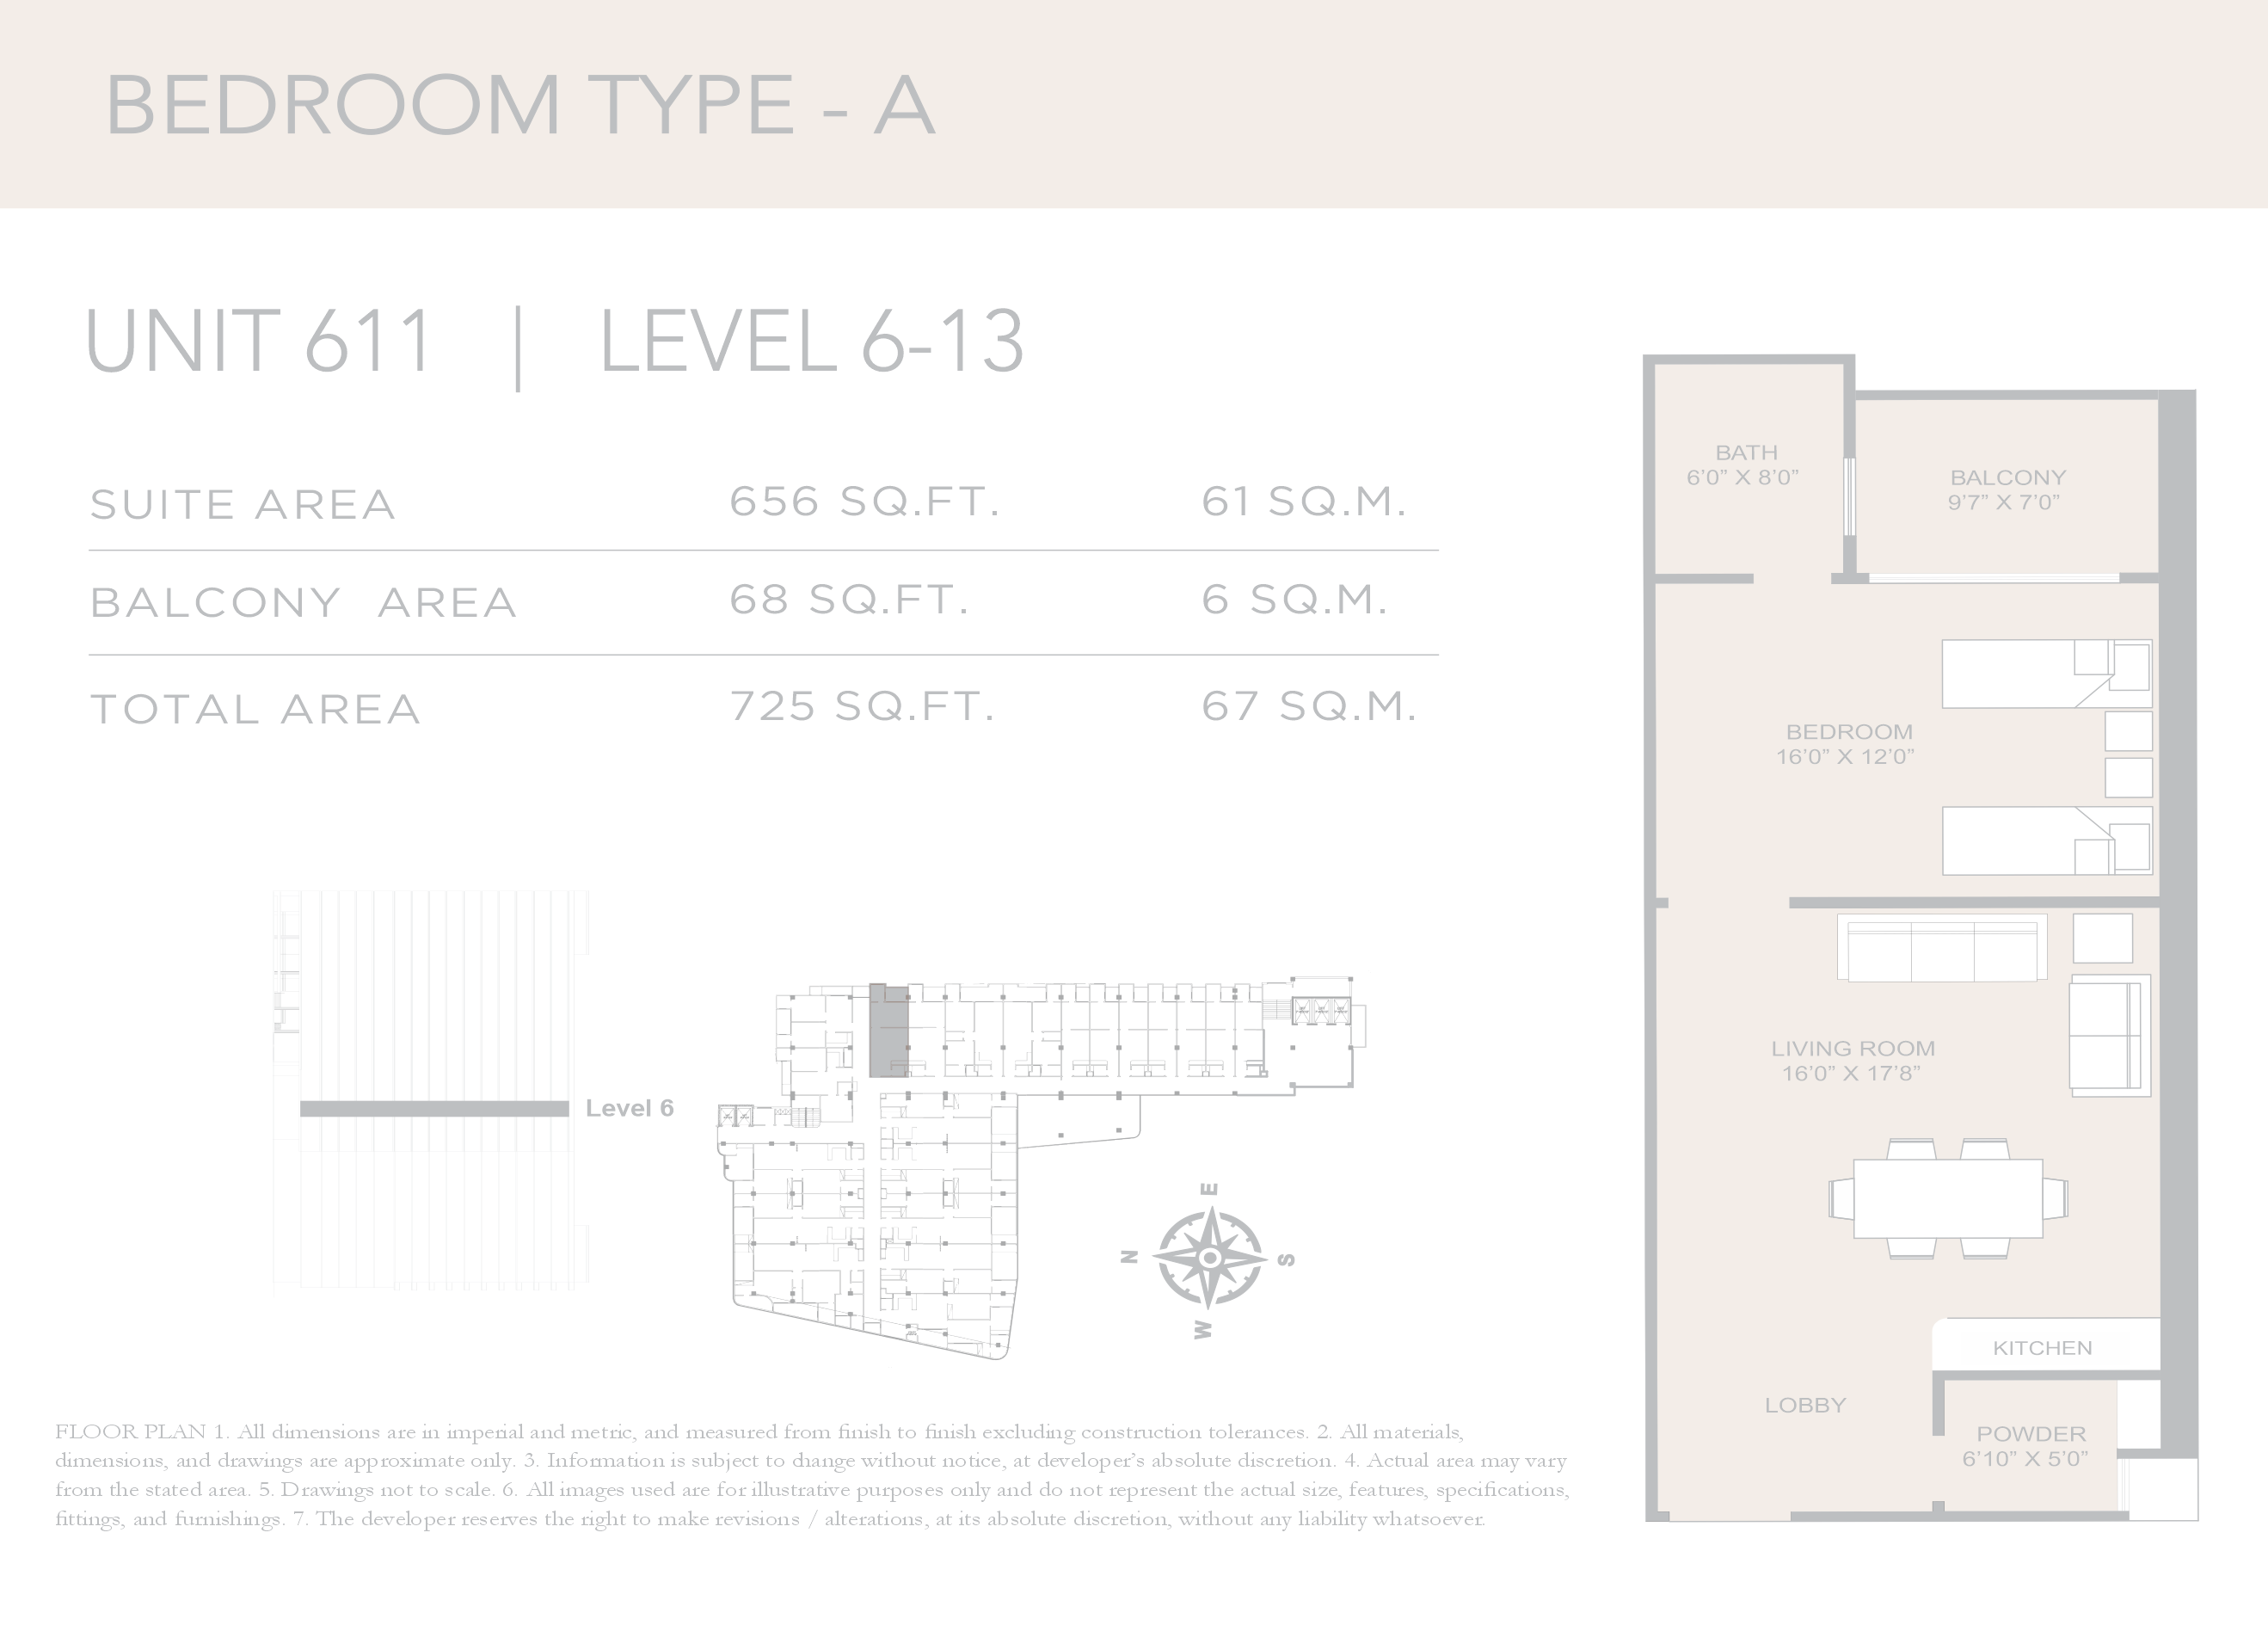 BEDROOM TYPE - A
UNIT 611 | LEVEL 6-13
SUITE AREA 656 SQ.FT. 61 SQ.M.
BALCONY AREA 68 SQ.FT. 6 SQ.M.
TOTAL AREA 725 SQ.FT. 67 SQ.M.
BATH
6'0" X 8'0"
BALCONY
9'7" X 7'0"
BEDROOM
16'0" X 12'0"
LIVING ROOM
16'0" X 17'8"
KITCHEN
LOBBY
POWDER
6'10" X 5'0"
Level 6
E
N
S
W
FLOOR PLAN 1. All dimensions are in imperial and metric, and measured from finish to finish excluding construction tolerances. 2. All materials,
dimensions, and drawings are approximate only. 3. Information is subject to change without notice, at developer's absolute discretion. 4. Actual area may vary
from the stated area. 5. Drawings not to scale. 6. All images used are for illustrative purposes only and do not represent the actual size, features, specifications,
fittings, and furnishings. 7. The developer reserves the right to make revisions / alterations, at its absolute discretion, without any liability whatsoever.